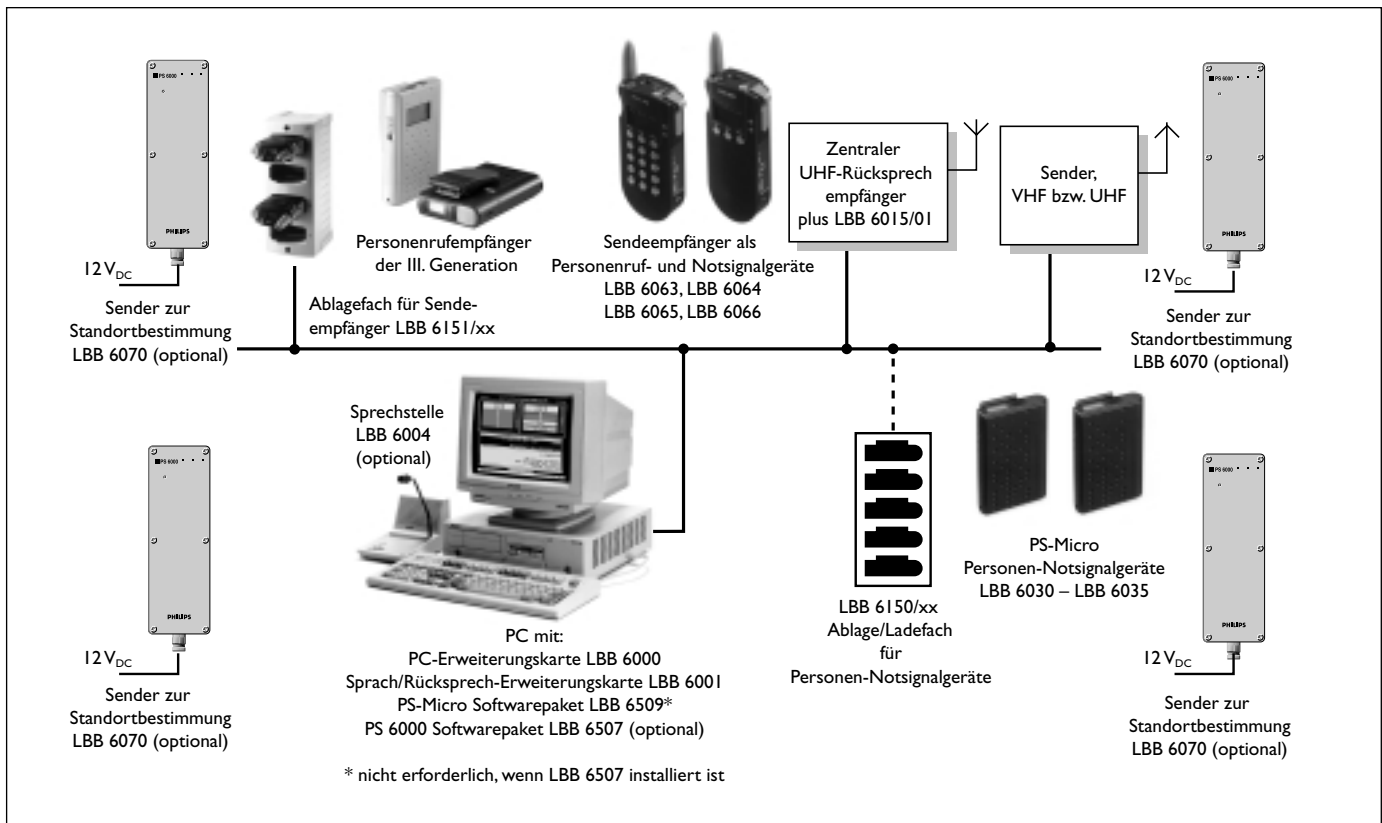 PS 6000
PHILIPS
12 V DC
Sender zur
Standortbestimmung
LBB 6070 (optional)
Ablagefach für Sende-
empfänger LBB 6151/xx
Personenrufempfänger
der III. Generation
Sendeempfänger als
Personenruf- und Notsignalgeräte
LBB 6063, LBB 6064
LBB 6065, LBB 6066
Zentraler
UHF-Rücksprech
empfänger
plus LBB 6015/01
Sender,
VHF bzw. UHF
PS 6000
PHILIPS
12 V DC
Sender zur
Standortbestimmung
LBB 6070 (optional)
PS 6000
PHILIPS
12 V DC
Sender zur
Standortbestimmung
LBB 6070 (optional)
Sprechstelle
LBB 6004
(optional)
PC mit:
PC-Erweiterungskarte LBB 6000
Sprach/Rücksprech-Erweiterungskarte LBB 6001
PS-Micro Softwarepaket LBB 6509*
PS 6000 Softwarepaket LBB 6507 (optional)
* nicht erforderlich, wenn LBB 6507 installiert ist
LBB 6150/xx
Ablage/Ladefach
für
Personen-Notsignalgeräte
PS-Micro
Personen-Notsignalgeräte
LBB 6030 – LBB 6035
PS 6000
PHILIPS
12 V DC
Sender zur
Standortbestimmung
LBB 6070 (optional)